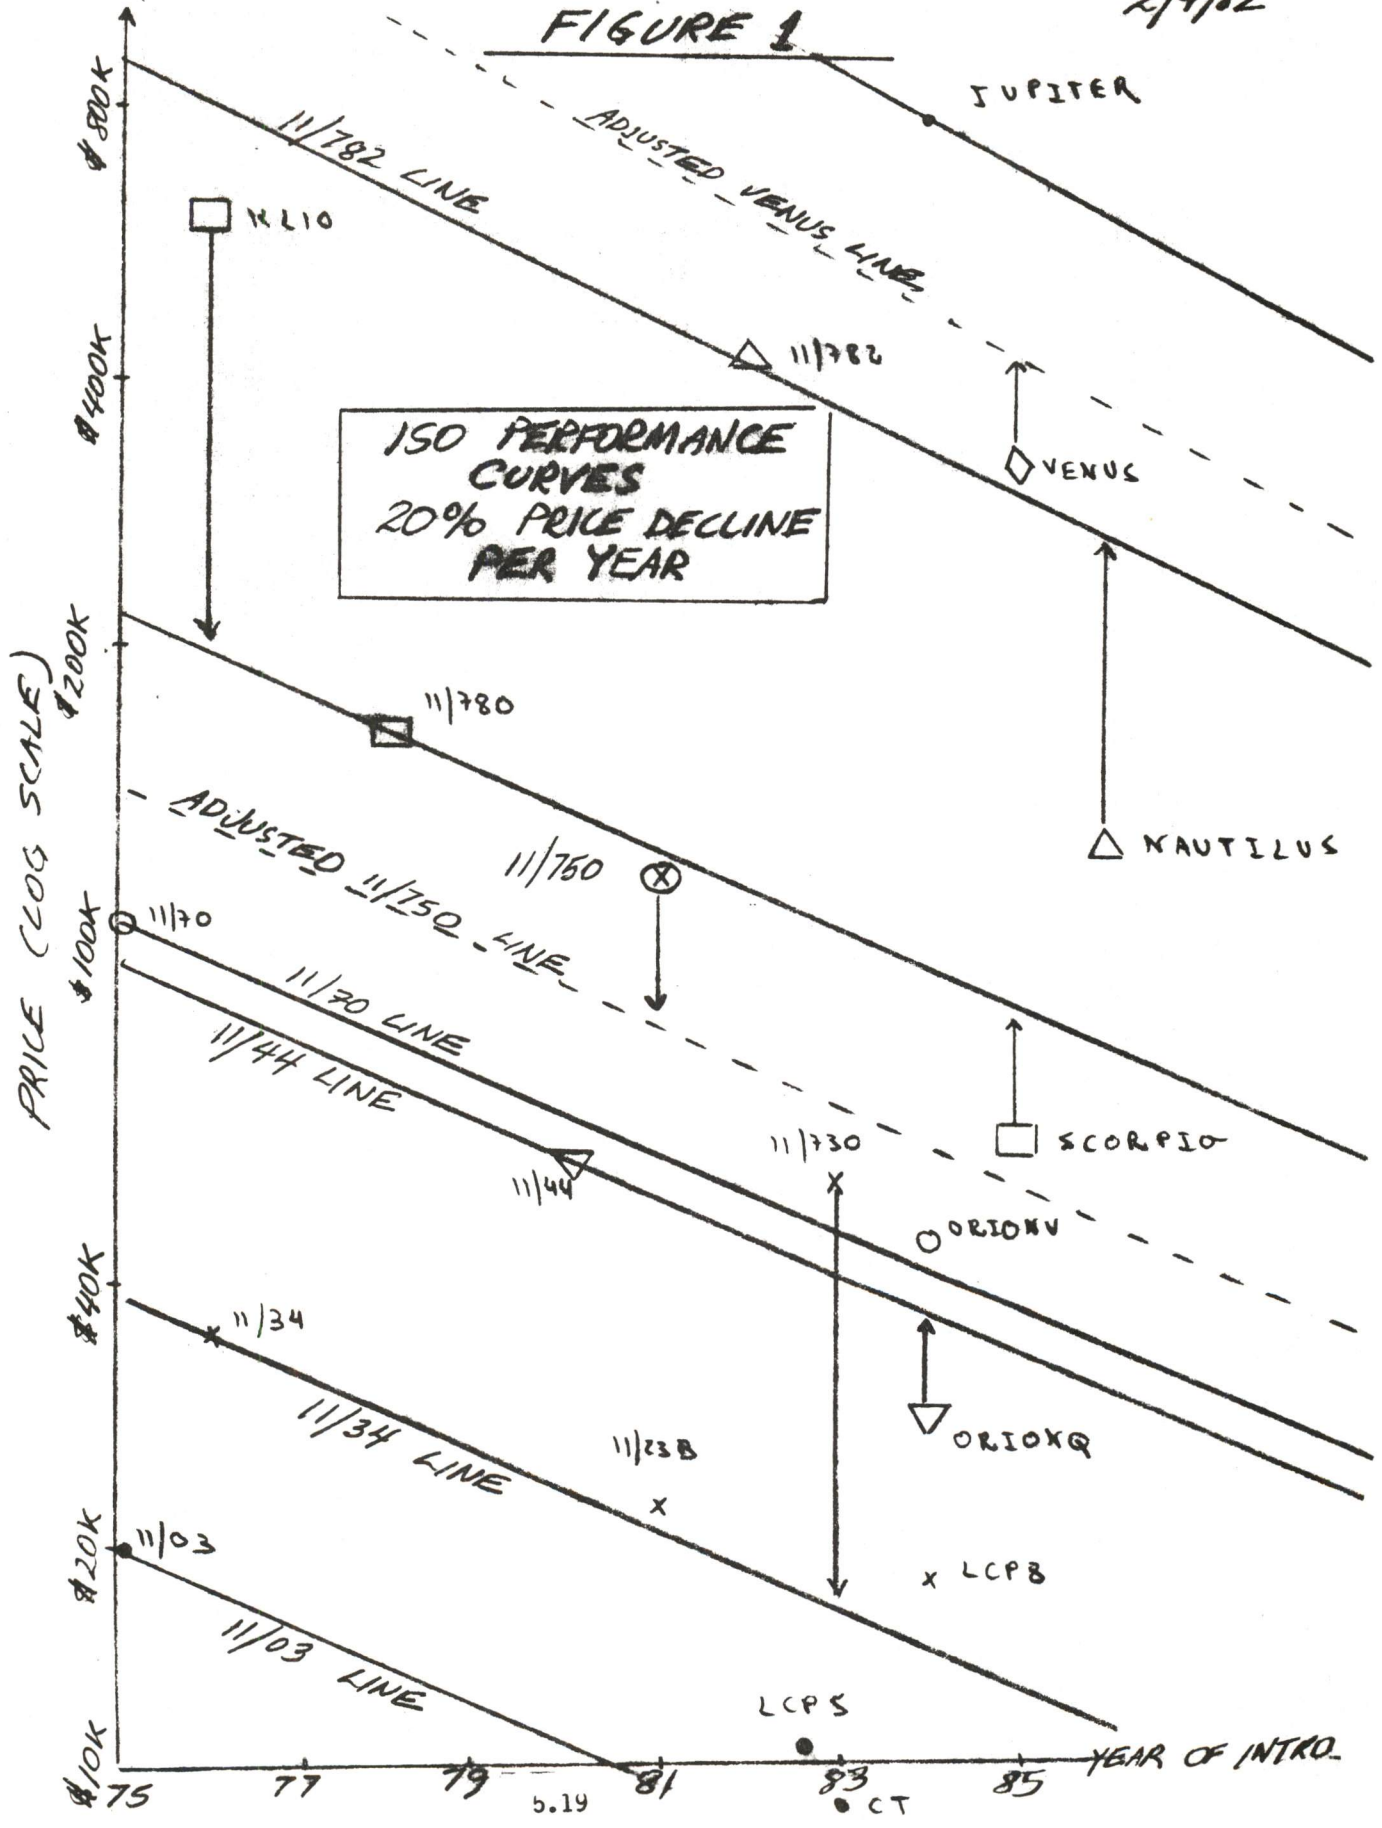 FIGURE 1
2/4/82
JUPITER
$800K
11/782 LINE
ADJUSTED VENUS LINE
KL10
$400K
11/782
ISO PERFORMANCE
CURVES
20% PRICE DECLINE
PER YEAR
VENUS
$200K
11/780
PRICE (LOG SCALE)
ADJUSTED 11/750 LINE
11/750
NAUTILUS
$100K
11/70
11/70 LINE
11/44 LINE
11/730
SCORPIO
11/44
ORIONV
$40K
11/34
11/34 LINE
11/23B
ORIONQ
$20K
11/03
LCP8
11/03 LINE
LCP5
$10K
YEAR OF INTRO.
75 77 79 81 83 85
5.19
CT